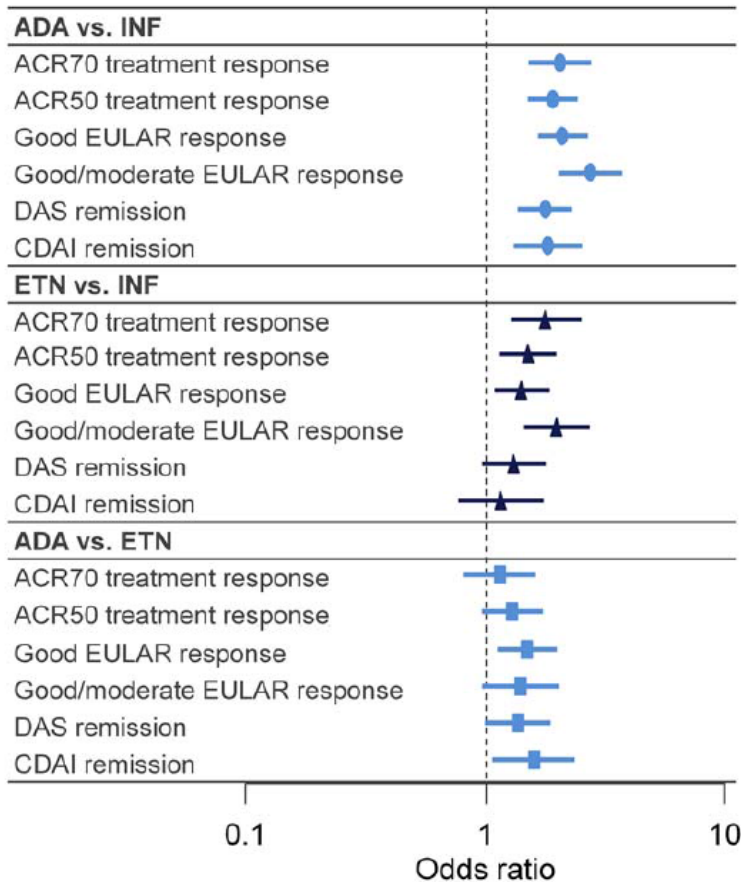 ADA vs. INF
ACR70 treatment response
ACR50 treatment response
Good EULAR response
Good/moderate EULAR response
DAS remission
CDAI remission
ETN vs. INF
ACR70 treatment response
ACR50 treatment response
Good EULAR response
Good/moderate EULAR response
DAS remission
CDAI remission
ADA vs. ETN
ACR70 treatment response
ACR50 treatment response
Good EULAR response
Good/moderate EULAR response
DAS remission
CDAI remission
0.1 1 10
Odds ratio